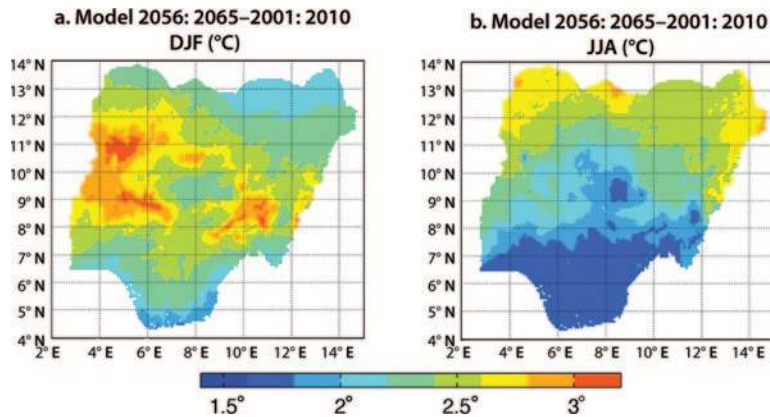 a. Model 2056: 2065–2001: 2010
DJF (°C)
14° N
13° N
12° N
11° N
10° N
9° N
8° N
7° N
6° N
5° N
4° N
2° E 4° E 6° E 8° E 10° E 12° E 14° E
b. Model 2056: 2065–2001: 2010
JJA (°C)
14° N
13° N
12° N
11° N
10° N
9° N
8° N
7° N
6° N
5° N
4° N
2° E 4° E 6° E 8° E 10° E 12° E 14° E
1.5° 2° 2.5° 3°